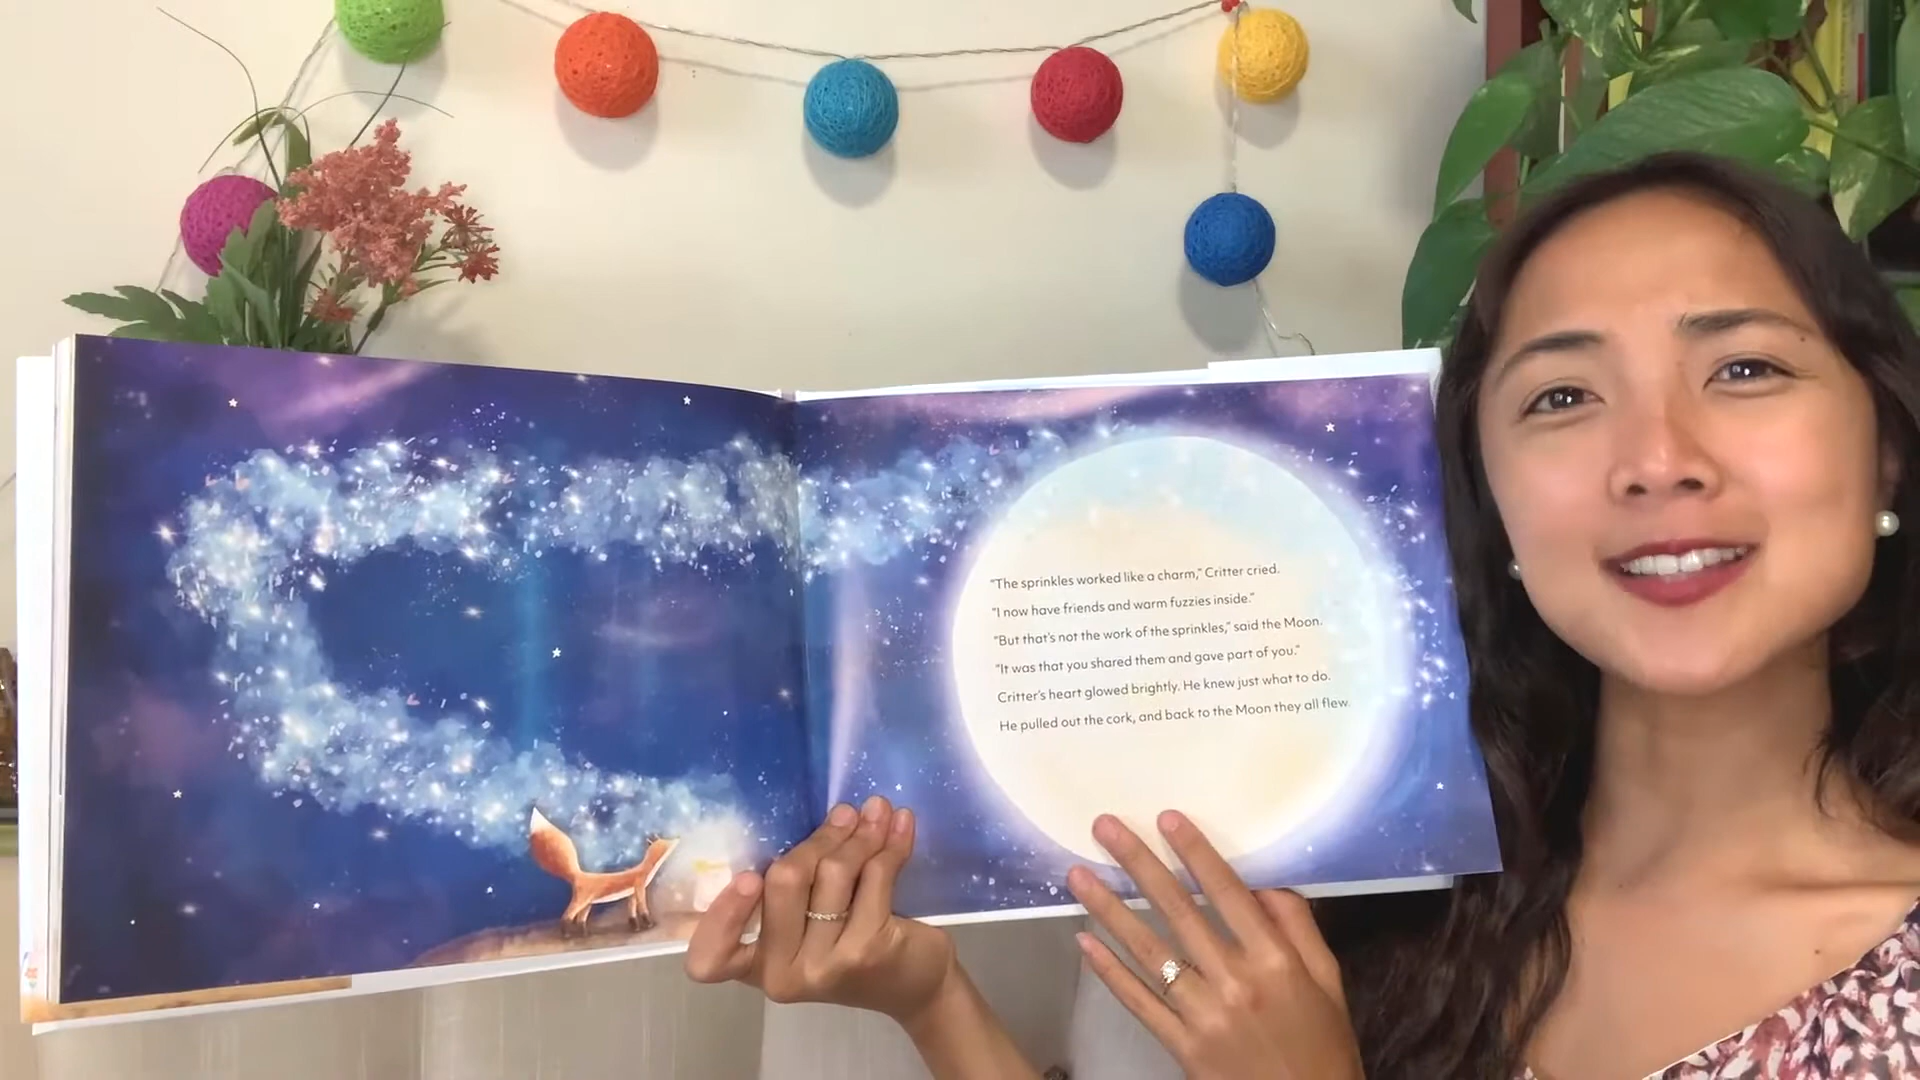 "The sprinkles worked like a charm," Critter cried.
"I now have friends and warm fuzzies inside."
"But that's not the work of the sprinkles," said the Moon.
"It was that you shared them and gave part of you."
Critter's heart glowed brightly. He knew just what to do.
He pulled out the cork, and back to the Moon they all flew.